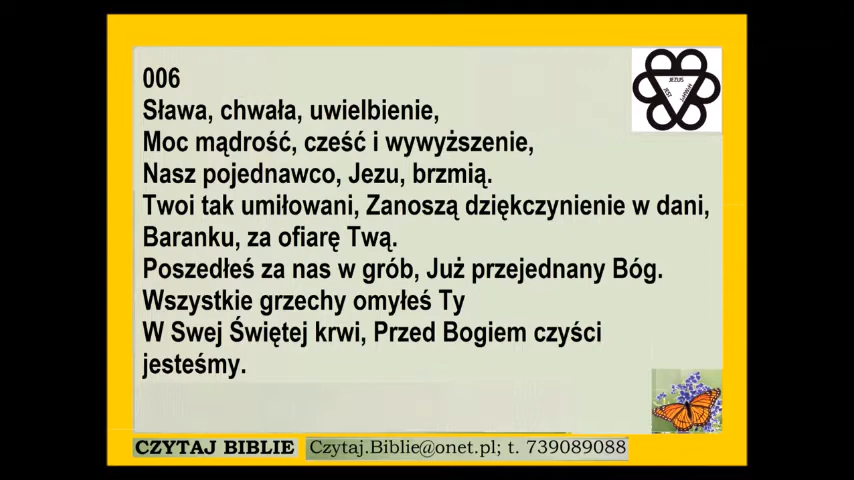 006
Sława, chwała, uwielbienie,
Moc mądrość, cześć i wywyższenie,
Nasz pojednawco, Jezu, brzmią.
Twoi tak umiłowani, Zanoszą dziękczynienie w dani,
Baranku, za ofiarę Twą.
Poszedłeś za nas w grób, Już przejednany Bóg.
Wszystkie grzechy omyłeś Ty
W Swej Świętej krwi, Przed Bogiem czyści
jesteśmy.
JEZUS
JEST
CZYTAJ BIBLIE
Czytaj.Biblie@onet.pl; t. 739089088